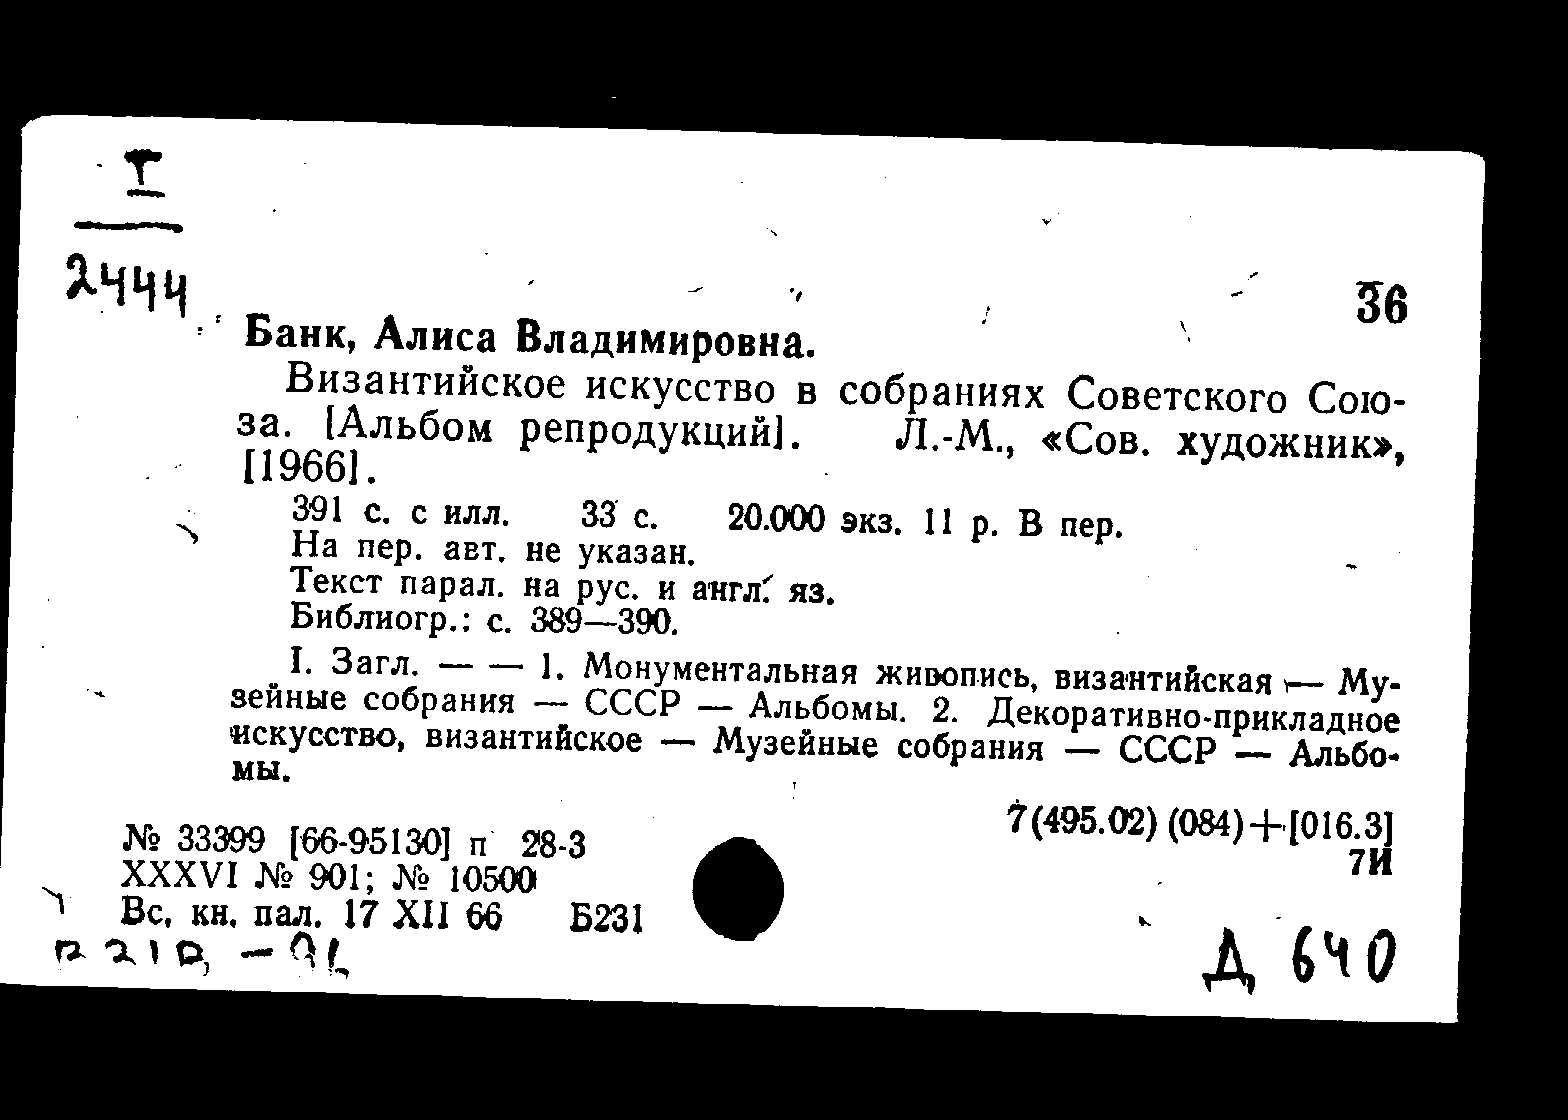 I
2444
36
Банк, Алиса Владимировна.
Византийское искусство в собраниях Советского Сою-
за. [Альбом репродукций]. Л.-М., «Сов. художник»,
[1966].
391 с. с илл. 33 с. 20.000 экз. 11 р. В пер.
На пер. авт. не указан.
Текст парал. на рус. и англ. яз.
Библиогр.: с. 389—390.
I. Загл. — — 1. Монументальная живопись, византийская — Му-
зейные собрания — СССР — Альбомы. 2. Декоративно-прикладное
искусство, византийское — Музейные собрания — СССР — Альбо-
мы.
7(495.02) (084)+[016.3]
7И
№ 33399 [66-95130] п 28-3
XXXVI № 901; № 10500
Вс. кн. пал. 17 XII 66 Б231
Д 640